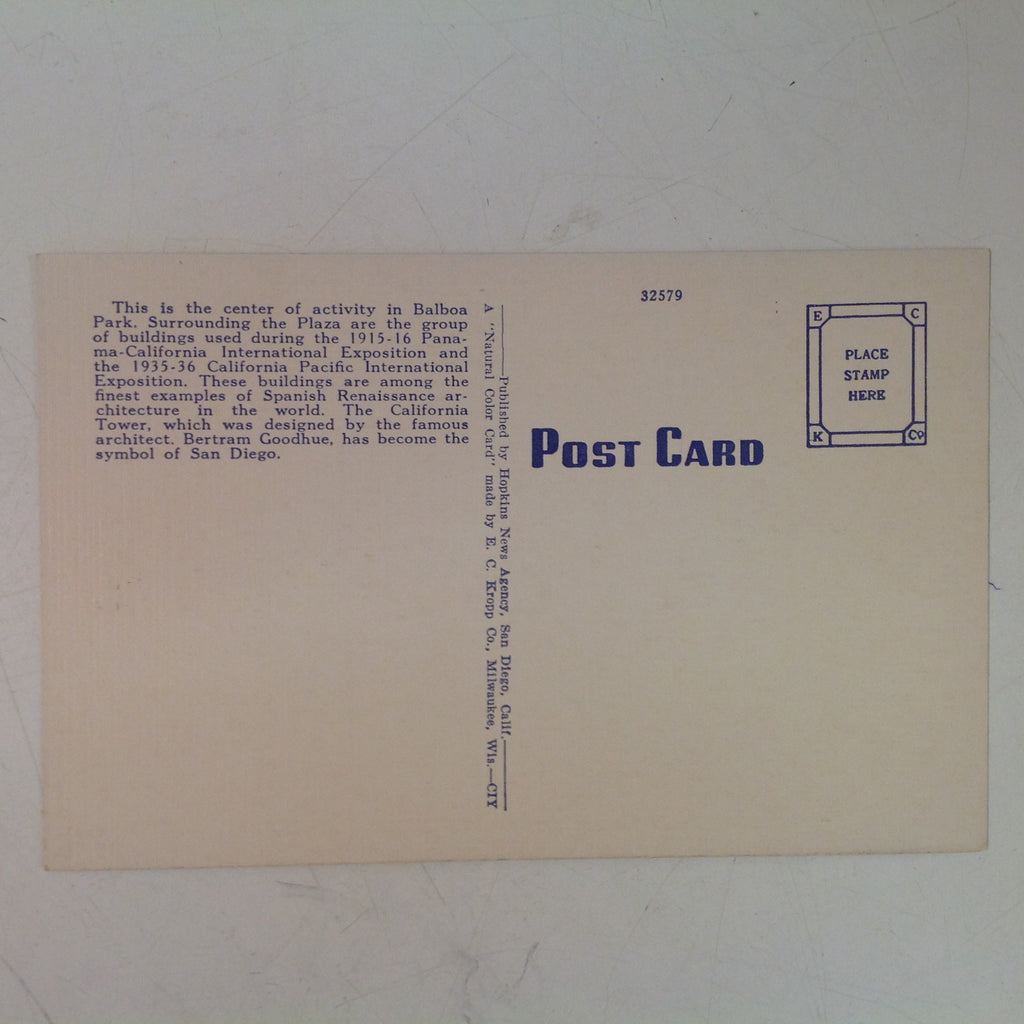 This is the center of activity in Balboa
Park. Surrounding the Plaza are the group
of buildings used during the 1915-16 Pana-
ma-California International Exposition and
the 1935-36 California Pacific International
Exposition. These buildings are among the
finest examples of Spanish Renaissance ar-
chitecture in the world. The California
Tower, which was designed by the famous
architect. Bertram Goodhue, has become the
symbol of San Diego.
Published by Hopkins News Agency, San Diego, Calif.
A "Natural Color Card" made by E. C. Kropp Co., Milwaukee, Wis.—CIY
32579
POST CARD
E C
PLACE
STAMP
HERE
K Co